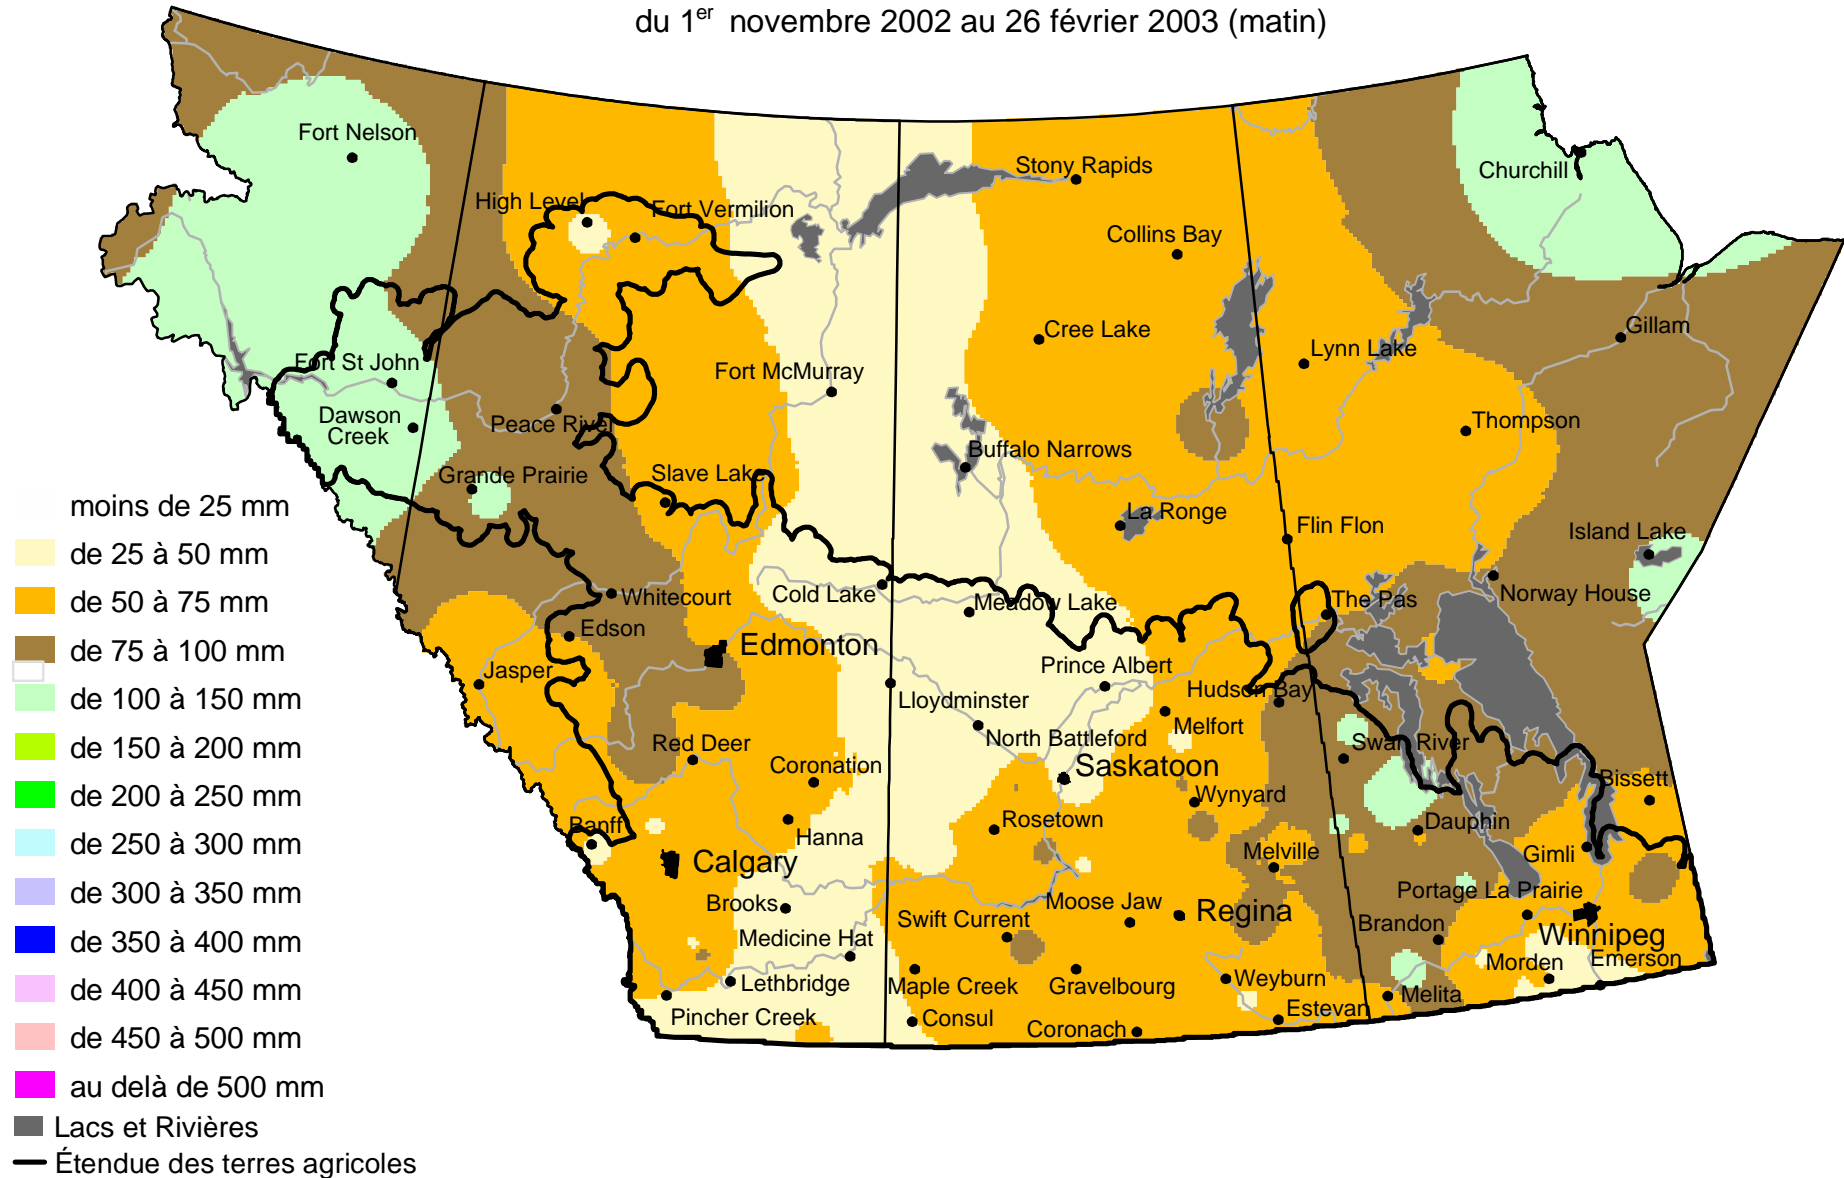 du 1er novembre 2002 au 26 février 2003 (matin)
Fort Nelson
Churchill
Stony Rapids
High Level
Fort Vermilion
Collins Bay
Gillam
Cree Lake
Lynn Lake
Fort St John
Fort McMurray
Dawson
Creek
Peace River
Thompson
Buffalo Narrows
Grande Prairie
Slave Lake
La Ronge
Flin Flon
Island Lake
Cold Lake
Meadow Lake
Whitecourt
The Pas
Norway House
Edson
Edmonton
Jasper
Prince Albert
Hudson Bay
Lloydminster
Melfort
North Battleford
Red Deer
Swan River
Coronation
Saskatoon
Bissett
Wynyard
Banff
Hanna
Rosetown
Dauphin
Calgary
Melville
Gimli
Portage La Prairie
Brooks
Swift Current
Moose Jaw
Regina
Brandon
Medicine Hat
Winnipeg
Morden
Emerson
Lethbridge
Maple Creek
Gravelbourg
Weyburn
Melita
Pincher Creek
Consul
Coronach
Estevan
moins de 25 mm
de 25 à 50 mm
de 50 à 75 mm
de 75 à 100 mm
de 100 à 150 mm
de 150 à 200 mm
de 200 à 250 mm
de 250 à 300 mm
de 300 à 350 mm
de 350 à 400 mm
de 400 à 450 mm
de 450 à 500 mm
au delà de 500 mm
Lacs et Rivières
Étendue des terres agricoles